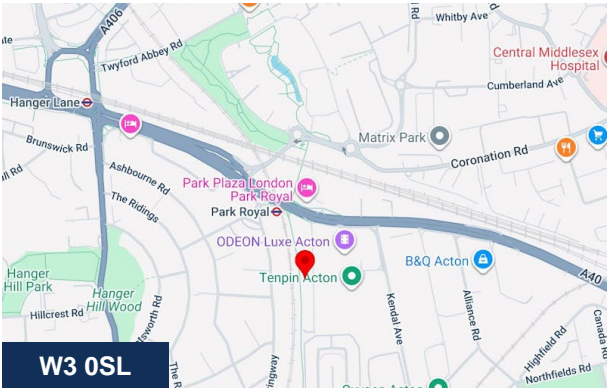 Rd
Whitby Ave
A406
Twyford Abbey Rd
Central Middlesex
Hospital
Cumberland Ave
Hanger Lane
Matrix Park
Brunswick Rd
Coronation Rd
Ashbourne Rd
Park Plaza London
Park Royal
The Ridings
Park Royal
ODEON Luxe Acton
B&Q Acton
A40
Tenpin Acton
Hanger
Hill Park
Hanger
Hill Wood
Hillcrest Rd
Kendal Ave
Alliance Rd
Highfield Rd
Canada R
Northfields Rd
W3 0SL